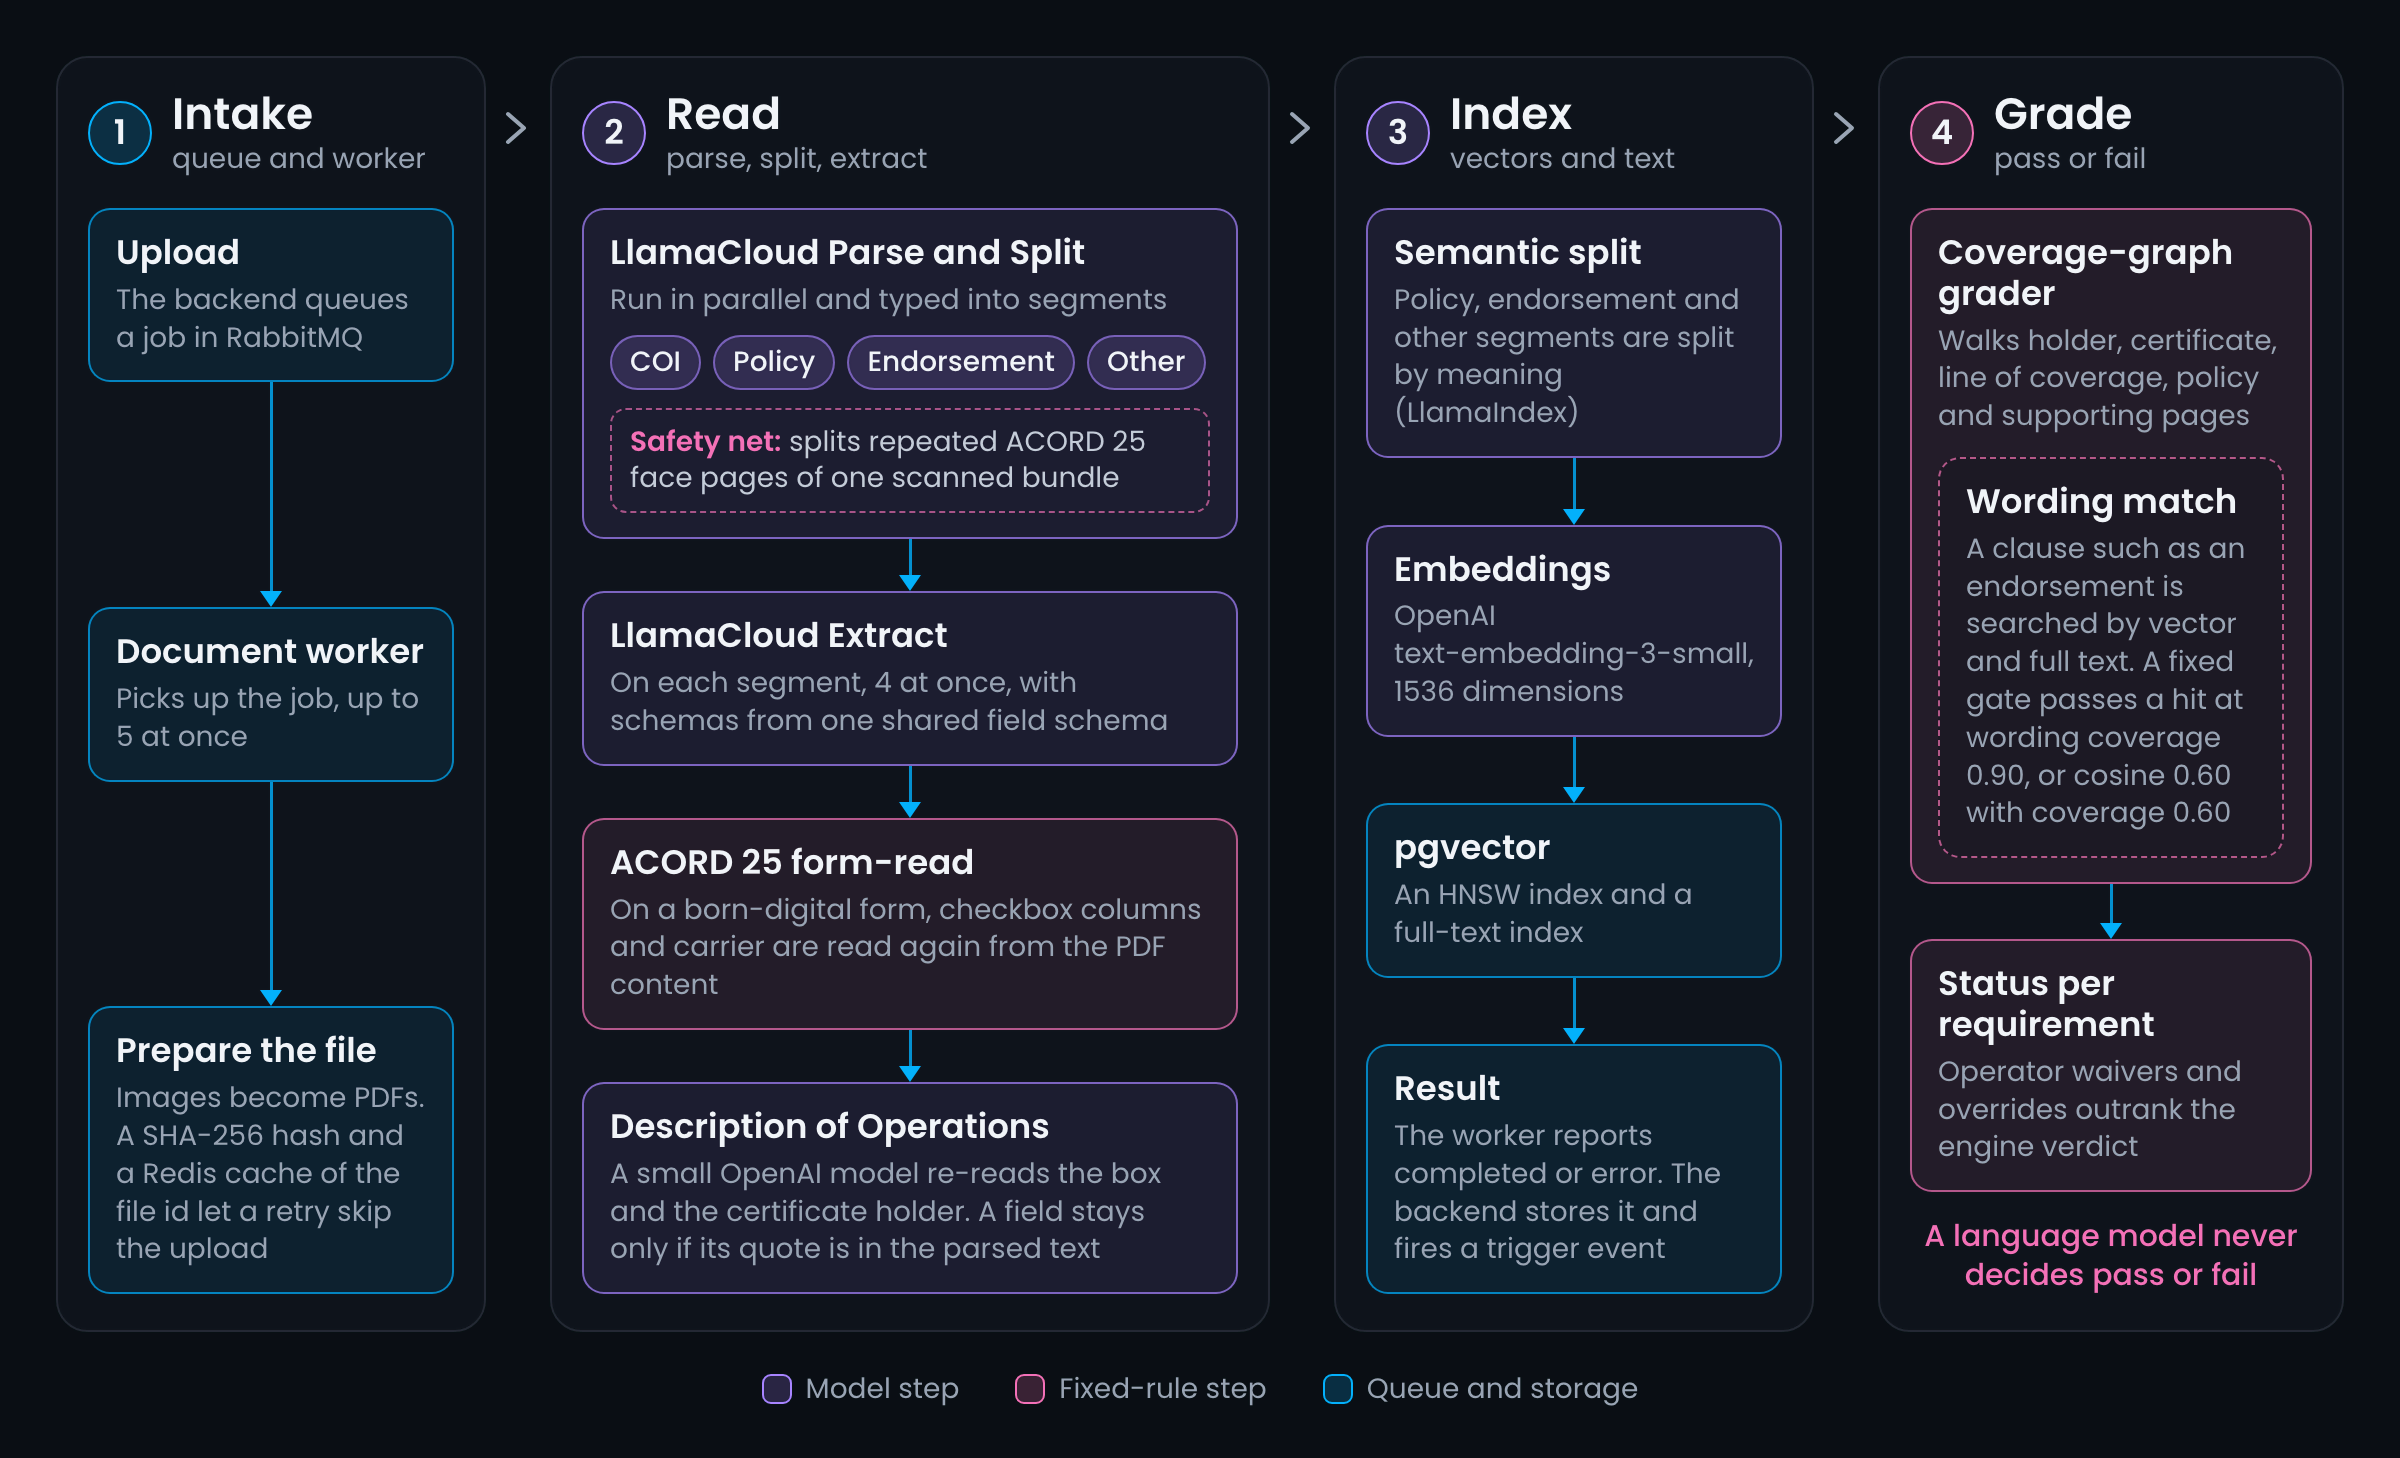 1
Intake
queue and worker
Upload
The backend queues
a job in RabbitMQ
Document worker
Picks up the job, up to
5 at once
Prepare the file
Images become PDFs.
A SHA-256 hash and
a Redis cache of the
file id let a retry skip
the upload
2
Read
parse, split, extract
LlamaCloud Parse and Split
Run in parallel and typed into segments
COI Policy Endorsement Other
Safety net: splits repeated ACORD 25
face pages of one scanned bundle
LlamaCloud Extract
On each segment, 4 at once, with
schemas from one shared field schema
ACORD 25 form-read
On a born-digital form, checkbox columns
and carrier are read again from the PDF
content
Description of Operations
A small OpenAI model re-reads the box
and the certificate holder. A field stays
only if its quote is in the parsed text
3
Index
vectors and text
Semantic split
Policy, endorsement and
other segments are split
by meaning
(LlamaIndex)
Embeddings
OpenAI
text-embedding-3-small,
1536 dimensions
pgvector
An HNSW index and a
full-text index
Result
The worker reports
completed or error. The
backend stores it and
fires a trigger event
4
Grade
pass or fail
Coverage-graph
grader
Walks holder, certificate,
line of coverage, policy
and supporting pages
Wording match
A clause such as an
endorsement is
searched by vector
and full text. A fixed
gate passes a hit at
wording coverage
0.90, or cosine 0.60
with coverage 0.60
Status per
requirement
Operator waivers and
overrides outrank the
engine verdict
A language model never
decides pass or fail
Model step
Fixed-rule step
Queue and storage